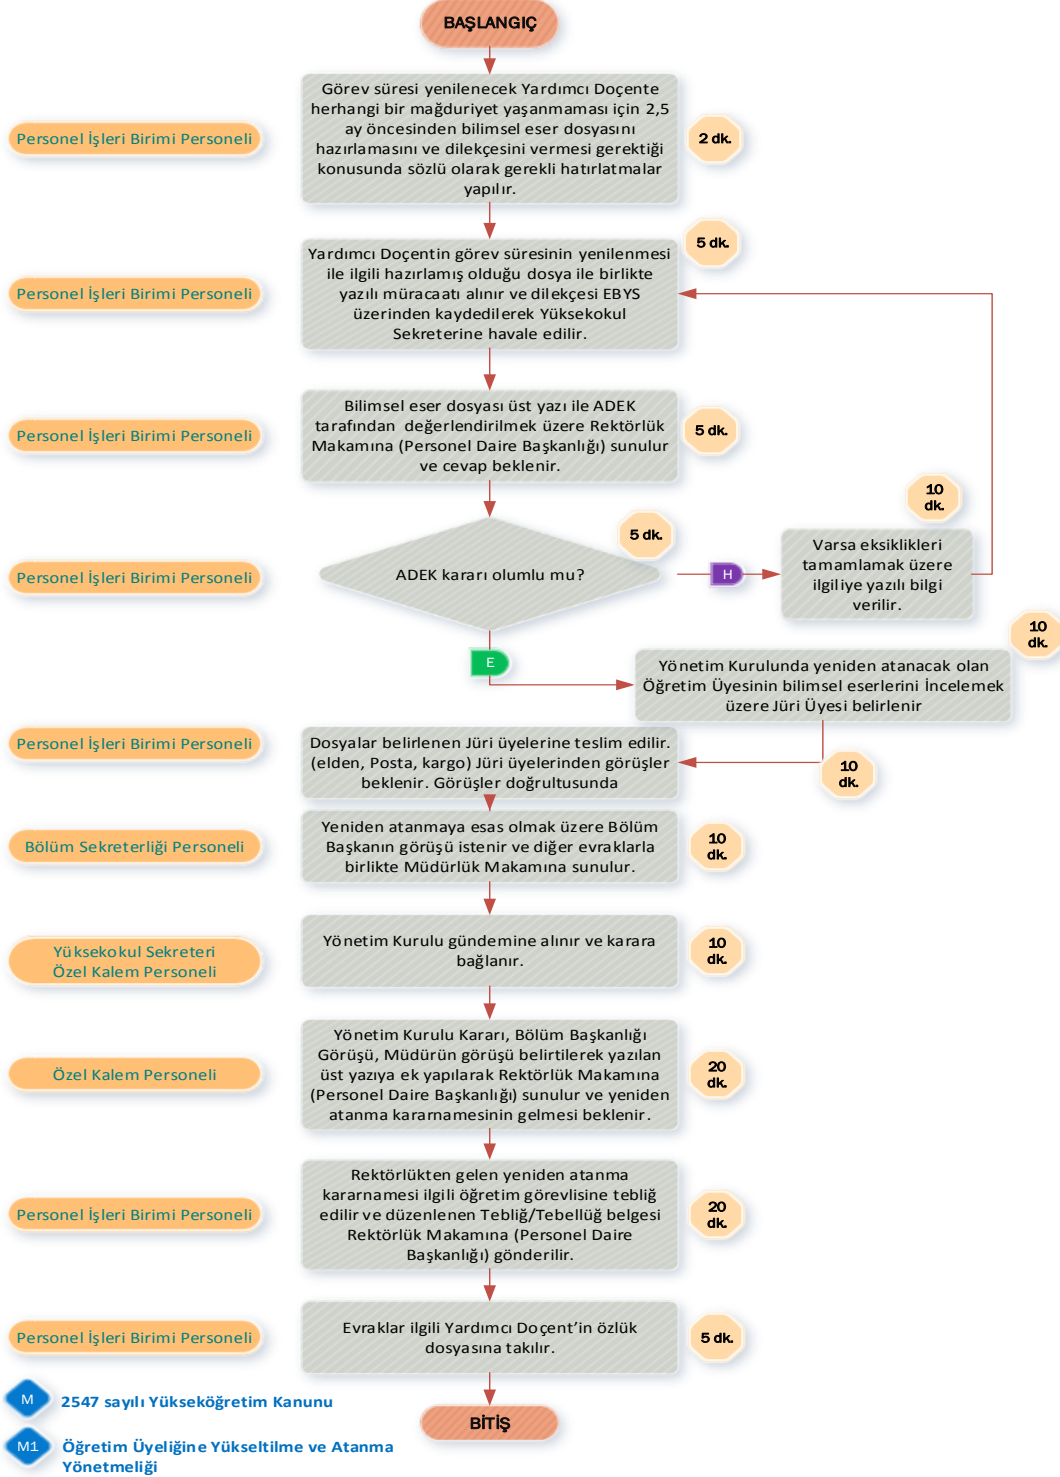 BAŞLANGIÇ
Personel İşleri Birimi Personeli
Görev süresi yenilenecek Yardımcı Doçente
herhangi bir mağduriyet yaşanmaması için 2,5
ay öncesinden bilimsel eser dosyasını
hazırlamasını ve dilekçesini vermesi gerektiği
konusunda sözlü olarak gerekli hatırlatmalar
yapılır.
2 dk.
Personel İşleri Birimi Personeli
Yardımcı Doçentin görev süresinin yenilenmesi
ile ilgili hazırlamış olduğu dosya ile birlikte
yazılı müracaatı alınır ve dilekçesi EBYS
üzerinden kaydedilerek Yüksekokul
Sekreterine havale edilir.
5 dk.
Personel İşleri Birimi Personeli
Bilimsel eser dosyası üst yazı ile ADEK
tarafından değerlendirilmek üzere Rektörlük
Makamına (Personel Daire Başkanlığı) sunulur
ve cevap beklenir.
5 dk.
Personel İşleri Birimi Personeli
ADEK kararı olumlu mu?
5 dk.
H
Varsa eksiklikleri
tamamlamak üzere
ilgiliye yazılı bilgi
verilir.
10
dk.
E
Yönetim Kurulunda yeniden atanacak olan
Öğretim Üyesinin bilimsel eserlerini İncelemek
üzere Jüri Üyesi belirlenir
10
dk.
Personel İşleri Birimi Personeli
Dosyalar belirlenen Jüri üyelerine teslim edilir.
(elden, Posta, kargo) Jüri üyelerinden görüşler
beklenir. Görüşler doğrultusunda
10
dk.
Bölüm Sekreterliği Personeli
Yeniden atanmaya esas olmak üzere Bölüm
Başkanın görüşü istenir ve diğer evraklarla
birlikte Müdürlük Makamına sunulur.
10
dk.
Yüksekokul Sekreteri
Özel Kalem Personeli
Yönetim Kurulu gündemine alınır ve karara
bağlanır.
10
dk.
Özel Kalem Personeli
Yönetim Kurulu Kararı, Bölüm Başkanlığı
Görüşü, Müdürün görüşü belirtilerek yazılan
üst yazıya ek yapılarak Rektörlük Makamına
(Personel Daire Başkanlığı) sunulur ve yeniden
atanma kararnamesinin gelmesi beklenir.
20
dk.
Personel İşleri Birimi Personeli
Rektörlükten gelen yeniden atanma
kararnamesi ilgili öğretim görevlisine tebliğ
edilir ve düzenlenen Tebliğ/Tebellüğ belgesi
Rektörlük Makamına (Personel Daire
Başkanlığı) gönderilir.
20
dk.
Personel İşleri Birimi Personeli
Evraklar ilgili Yardımcı Doçent’in özlük
dosyasına takılır.
5 dk.
M
2547 sayılı Yükseköğretim Kanunu
BİTİŞ
M1
Öğretim Üyeliğine Yükseltilme ve Atanma
Yönetmeliği